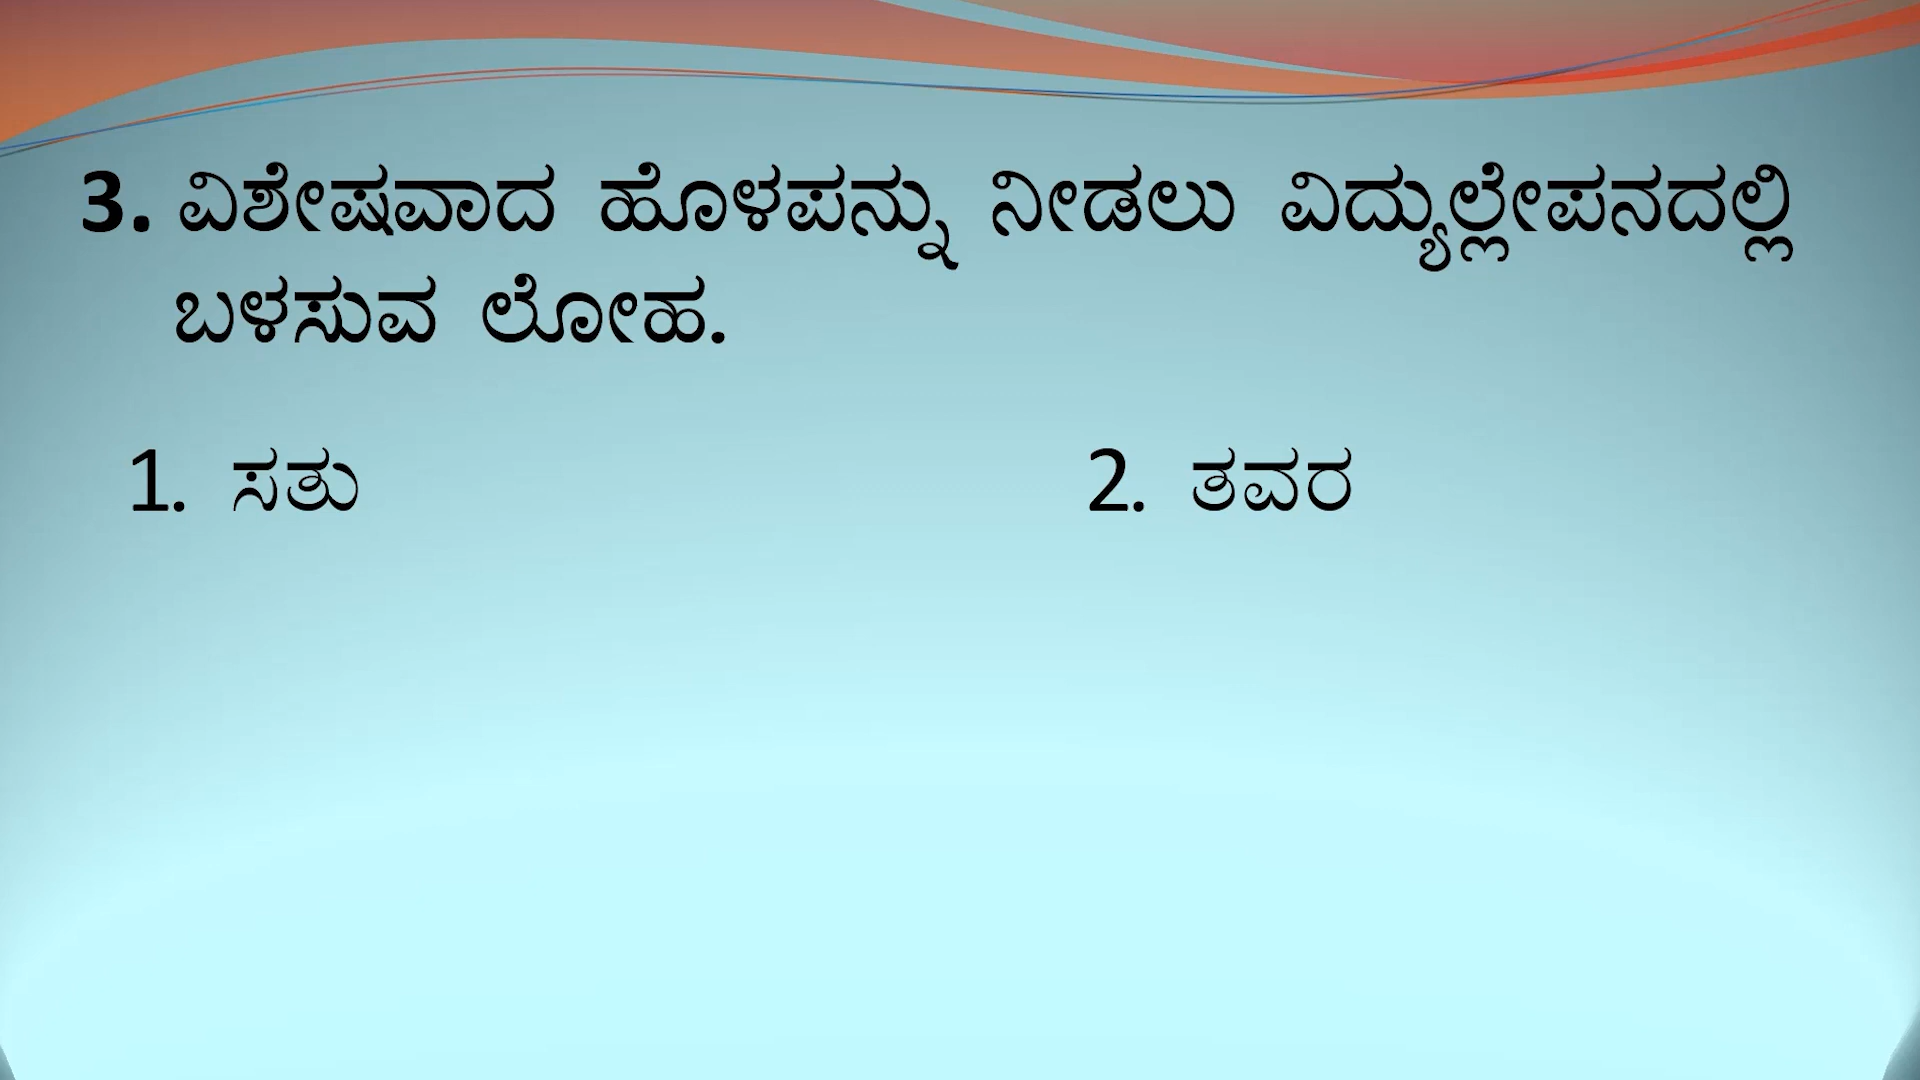 3. ವಿಶೇಷವಾದ ಹೊಳಪನ್ನು ನೀಡಲು ವಿದ್ಯುಲ್ಲೇಪನದಲ್ಲಿ
ಬಳಸುವ ಲೋಹ.
1. ಸತು 2. ತವರ